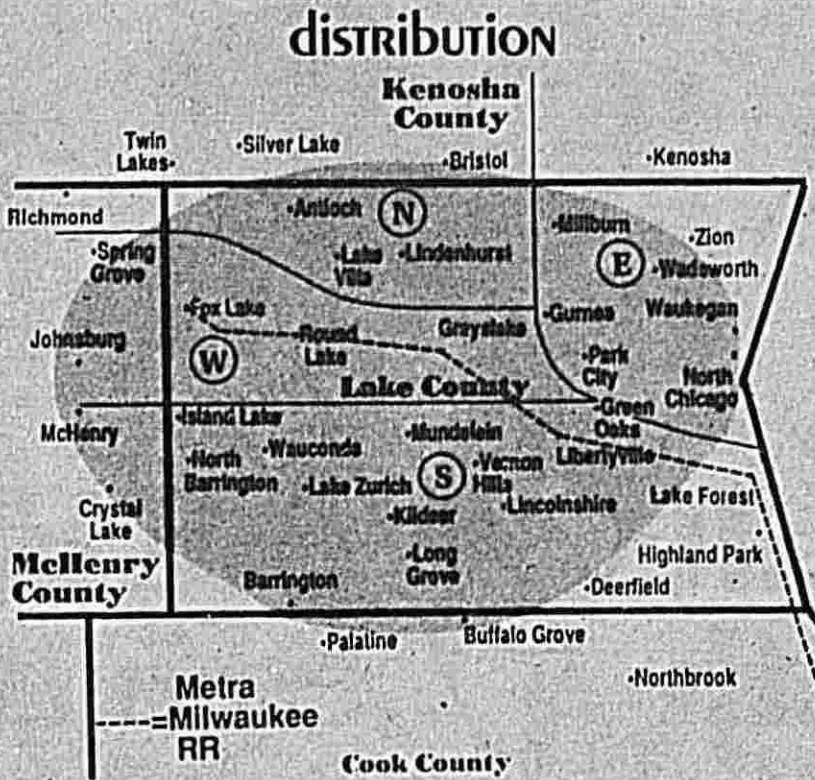 distribution
Kenosha
County
Twin
Lakes
Silver Lake
Bristol
Kenosha
Richmond
Antioch
N
Millburn
Zion
Spring
Grove
Lake
Villa
Lindenhurst
E
Wadsworth
Fox Lake
Gurnee
Waukegan
Johnsburg
Round
Lake
Grayslake
W
Park
City
Lake County
North
Chicago
McHenry
Island Lake
Green
Oaks
Mundelein
Wauconda
North
Barrington
Lake Zurich
S
Vernon
Hills
Libertyville
Crystal
Lake
Lincolnshire
Lake Forest
Kildeer
McHenry
County
Long
Grove
Highland Park
Barrington
Deerfield
Palatine
Buffalo Grove
Northbrook
Metra
=Milwaukee
RR
Cook County